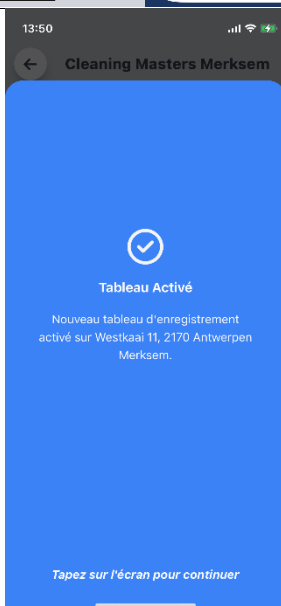 13:50
Cleaning Masters Merksem
Tableau Activé
Nouveau tableau d'enregistrement
activé sur Westkaai 11, 2170 Antwerpen
Merksem.
Tapez sur l'écran pour continuer